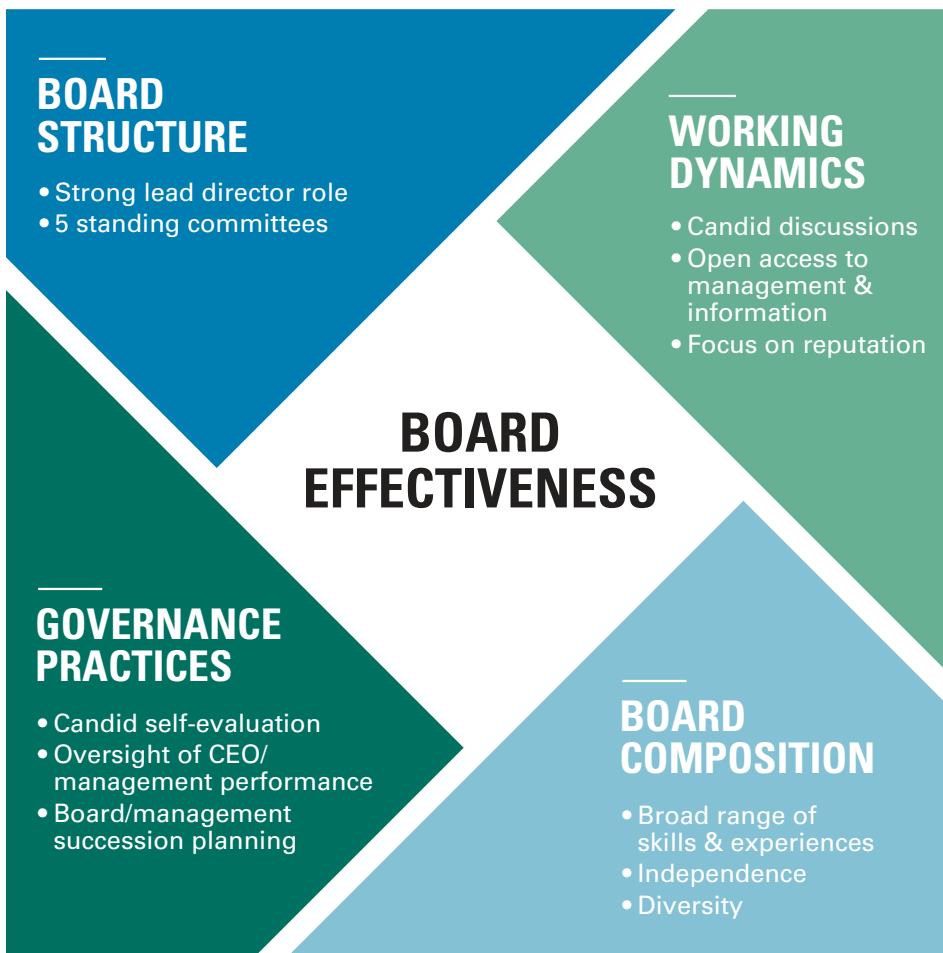 BOARD
STRUCTURE
• Strong lead director role
• 5 standing committees
WORKING
DYNAMICS
• Candid discussions
• Open access to
management &
information
• Focus on reputation
BOARD
EFFECTIVENESS
GOVERNANCE
PRACTICES
• Candid self-evaluation
• Oversight of CEO/
management performance
• Board/management
succession planning
BOARD
COMPOSITION
• Broad range of
skills & experiences
• Independence
• Diversity